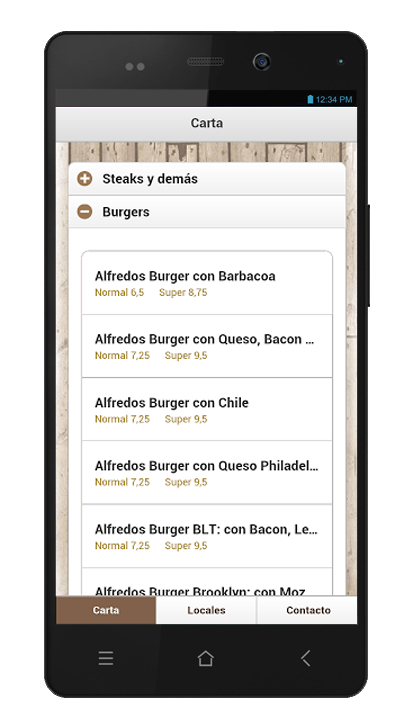 12:34 PM
Carta
Steaks y demás
Burgers
Alfredos Burger con Barbacoa
Normal 6,5 Super 8,75
Alfredos Burger con Queso, Bacon ...
Normal 7,25 Super 9,5
Alfredos Burger con Chile
Normal 7,25 Super 9,5
Alfredos Burger con Queso Philadel...
Normal 7,25 Super 9,5
Alfredos Burger BLT: con Bacon, Le...
Normal 7,25 Super 9,5
Alfredos Burger Brooklyn: con Moz
Carta Locales Contacto